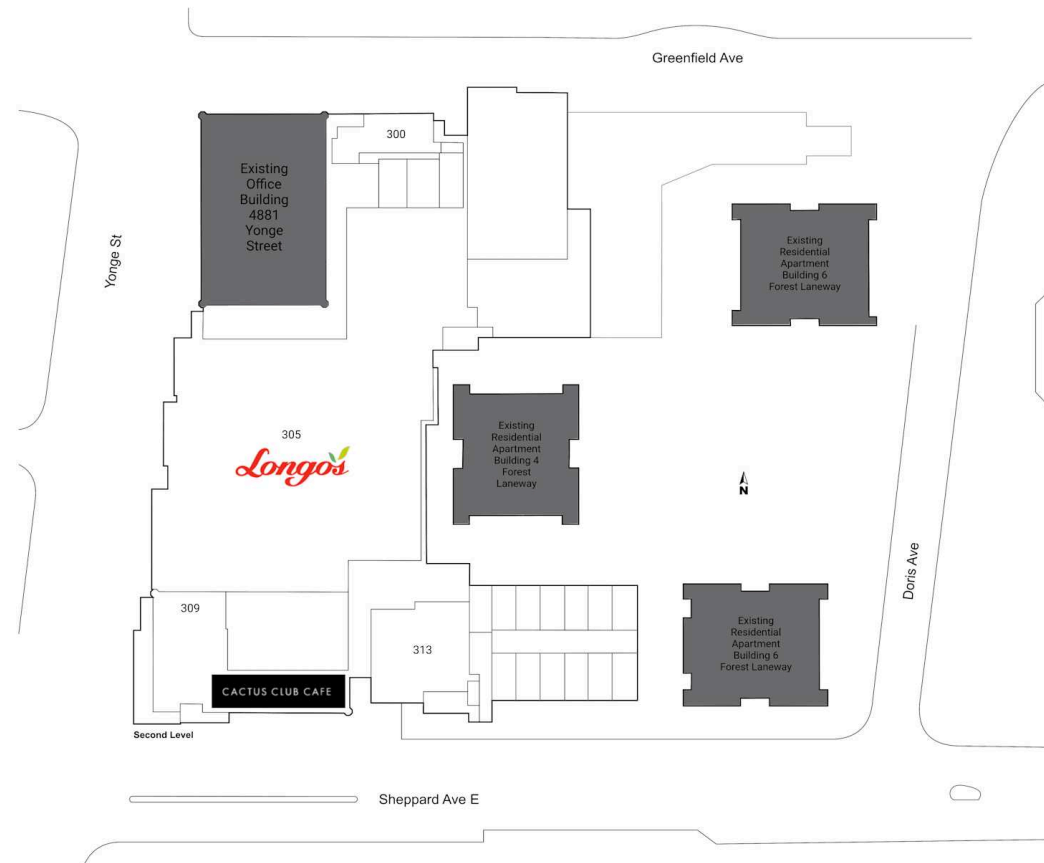 Greenfield Ave
300
Existing
Office
Building
4881
Yonge
Street
Yonge St
Existing
Residential
Apartment
Building 6
Forest Laneway
305
Longo's
Existing
Residential
Apartment
Building 4
Forest
Laneway
N
Doris Ave
309
313
Existing
Residential
Apartment
Building 6
Forest Laneway
CACTUS CLUB CAFE
Second Level
Sheppard Ave E